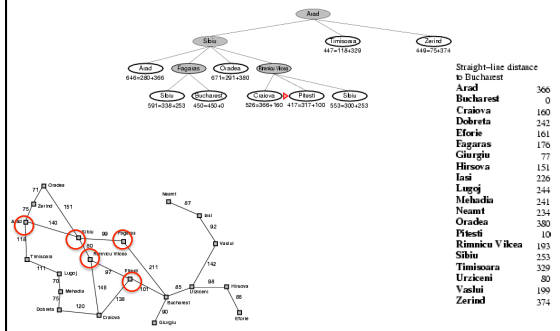 Arad
Sibiu
Timisoara
Zerind
447=118+329
449=75+374
Arad
Fagaras
Oradea
Rimnicu Vilcea
646=280+366
671=291+380
Sibiu
Bucharest
Craiova
Pitesti
Sibiu
591=338+253
450=450+0
526=366+160
417=317+100
553=300+253
Straight–line distance
to Bucharest
Arad 366
Bucharest 0
Craiova 160
Dobreta 242
Eforie 161
Fagaras 176
Giurgiu 77
Hirsova 151
Iasi 226
Lugoj 244
Mehadia 241
Neamt 234
Oradea 380
Pitesti 10
Rimnicu Vilcea 193
Sibiu 253
Timisoara 329
Urziceni 80
Vaslui 199
Zerind 374
Oradea
71
Zerind
151
75
Arad
140
118
Sibiu
99
Fagaras
80
Rimnicu Vilcea
Timisoara
111
Lugoj
70
Mehadia
75
Dobreta
120
146
97
Pitesti
138
101
Craiova
211
Bucharest
90
Giurgiu
85
Urziceni
98
Hirsova
86
Eforie
142
Vaslui
92
Iasi
87
Neamt